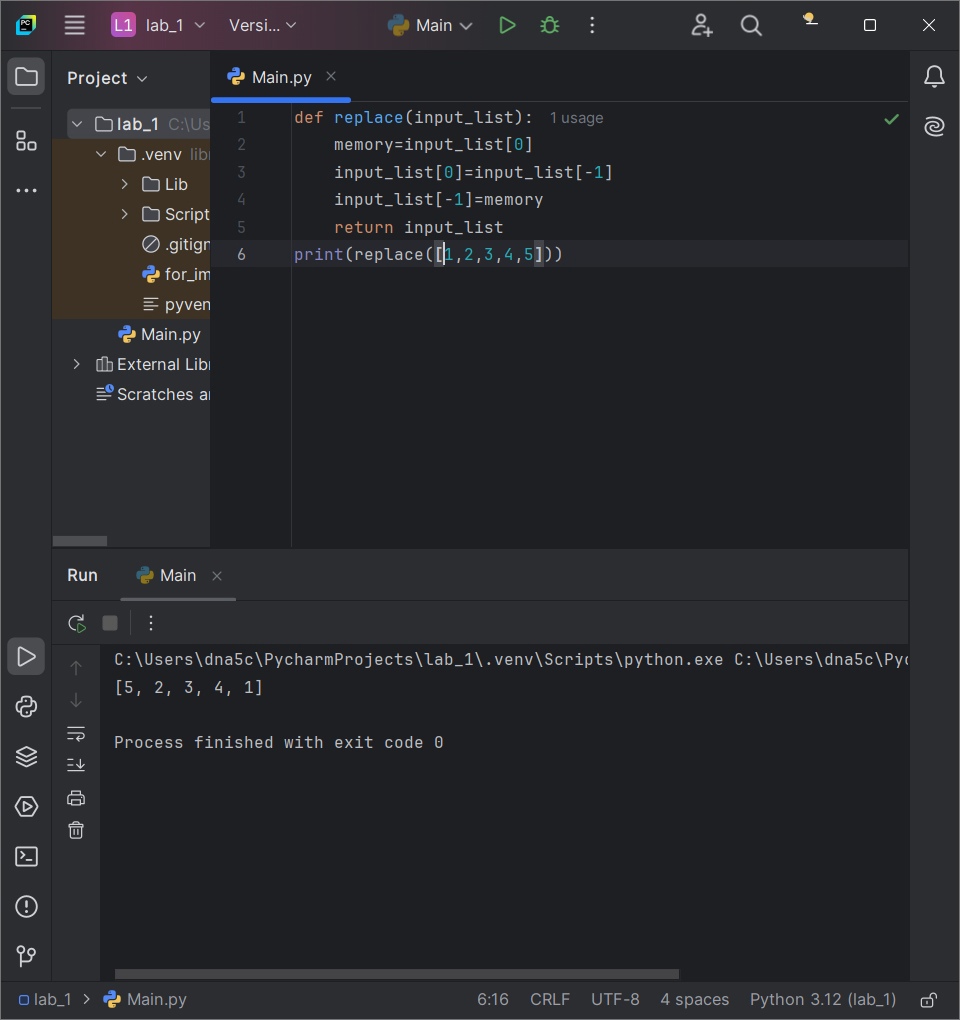 L1 lab_1 Versi... Main
Project
Main.py
lab_1 C:\Us
.venv libr
Lib
Script
.gitign
for_im
pyven
Main.py
External Libr
Scratches a
1 def replace(input_list): 1 usage
2 memory=input_list[0]
3 input_list[0]=input_list[-1]
4 input_list[-1]=memory
5 return input_list
6 print(replace([1,2,3,4,5]))
Run Main
C:\Users\dna5c\PycharmProjects\lab_1\.venv\Scripts\python.exe C:\Users\dna5c\Pyc
[5, 2, 3, 4, 1]
Process finished with exit code 0
lab_1 Main.py 6:16 CRLF UTF-8 4 spaces Python 3.12 (lab_1)